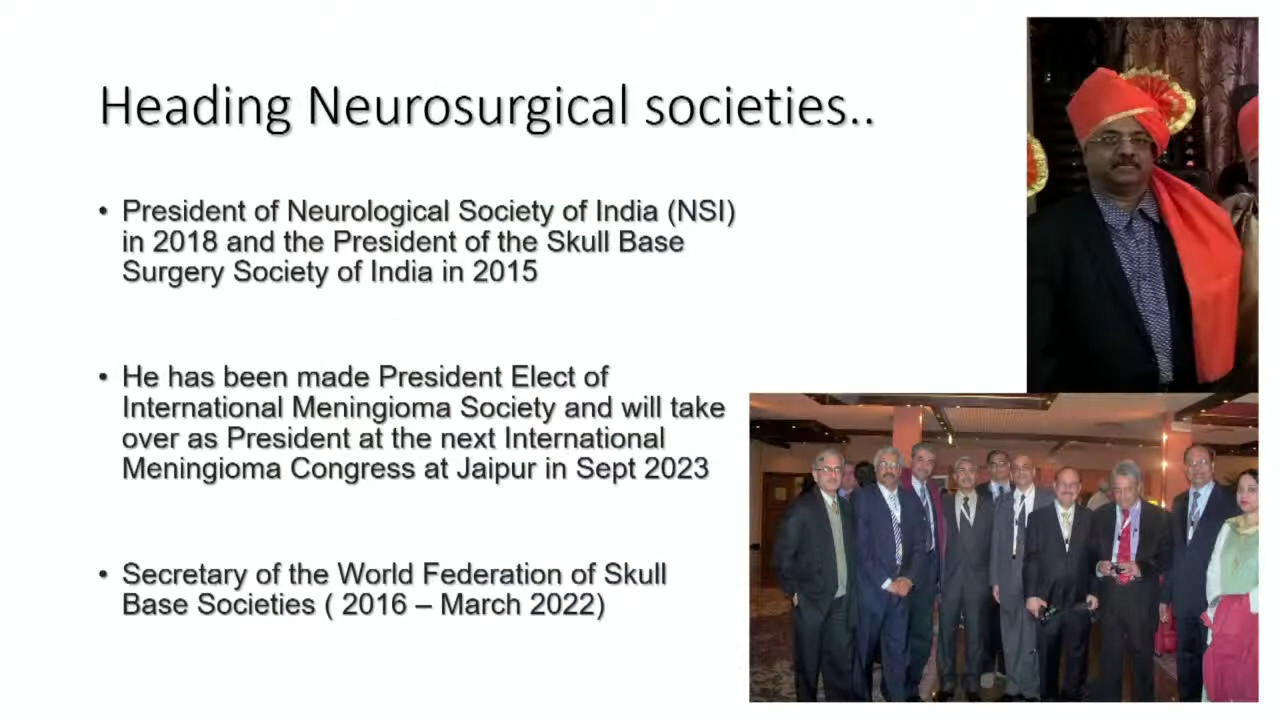 Heading Neurosurgical societies..
• President of Neurological Society of India (NSI)
in 2018 and the President of the Skull Base
Surgery Society of India in 2015
• He has been made President Elect of
International Meningioma Society and will take
over as President at the next International
Meningioma Congress at Jaipur in Sept 2023
• Secretary of the World Federation of Skull
Base Societies ( 2016 – March 2022)